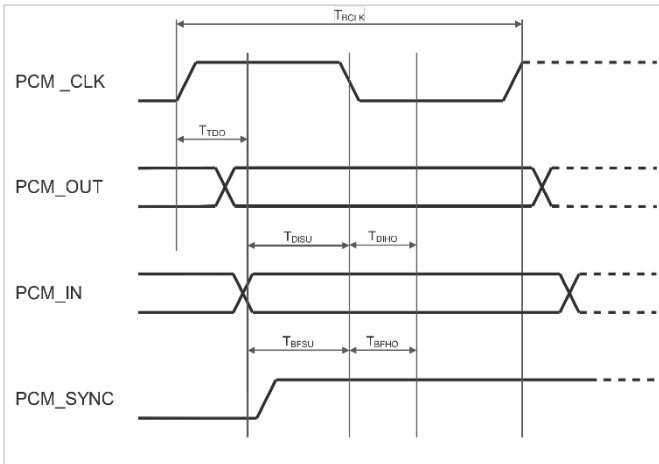 TBCLK
PCM _CLK
TTDO
PCM_OUT
TDISU
TDIHO
PCM_IN
TBFSU
TBFHO
PCM_SYNC